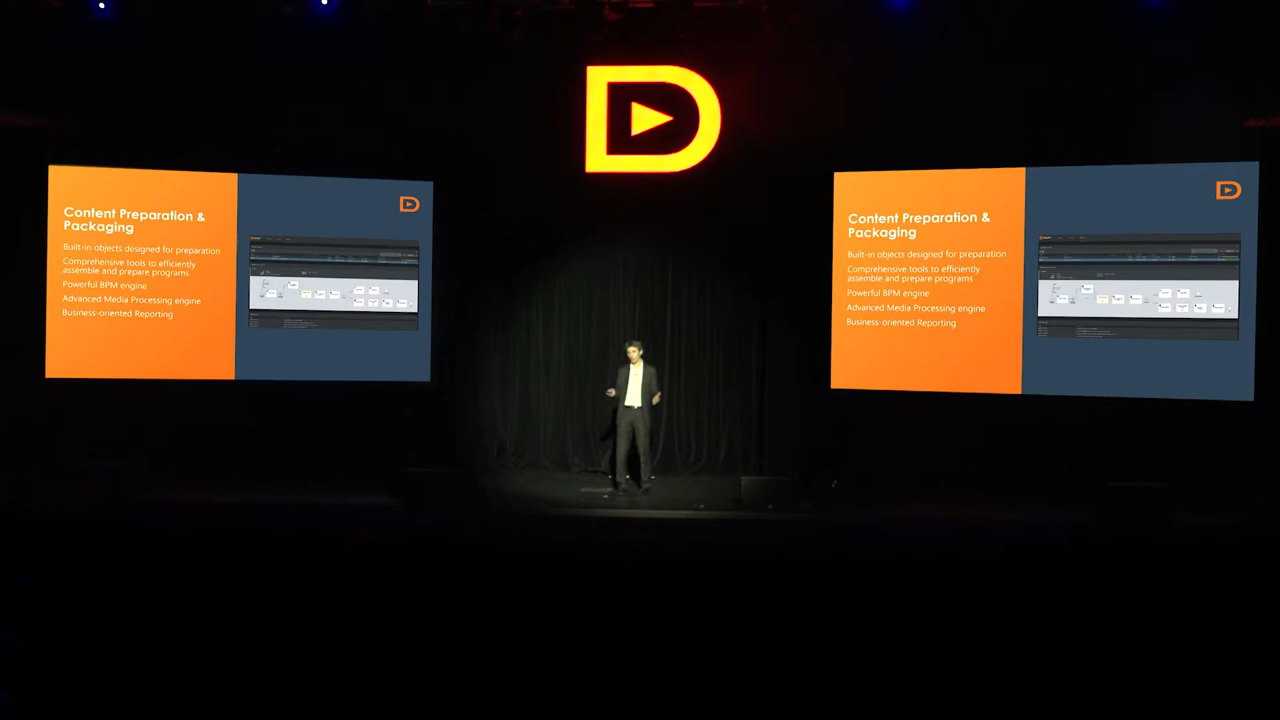 Content Preparation &
Packaging
Built-in objects designed for preparation
Comprehensive tools to efficiently
assemble and prepare programs
Powerful BPM engine
Advanced Media Processing engine
Business-oriented Reporting
Content Preparation &
Packaging
Built-in objects designed for preparation
Comprehensive tools to efficiently
assemble and prepare programs
Powerful BPM engine
Advanced Media Processing engine
Business-oriented Reporting